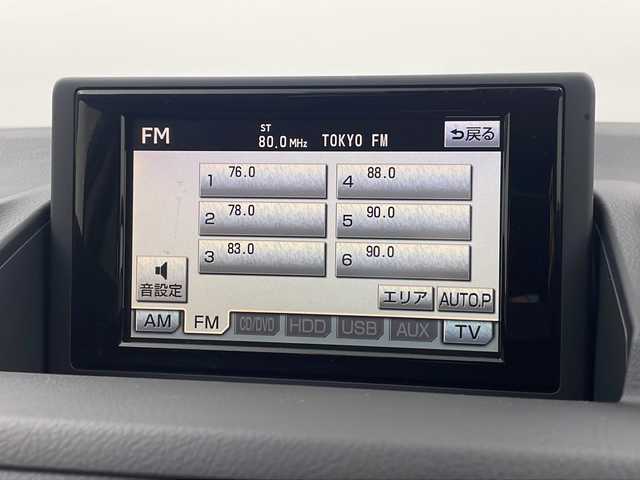 FM ST 80.0 MHz TOKYO FM 戻る
1 76.0 4 88.0
2 78.0 5 90.0
3 83.0 6 90.0
音設定 エリア AUTO.P
AM FM CD/DVD HDD USB AUX TV